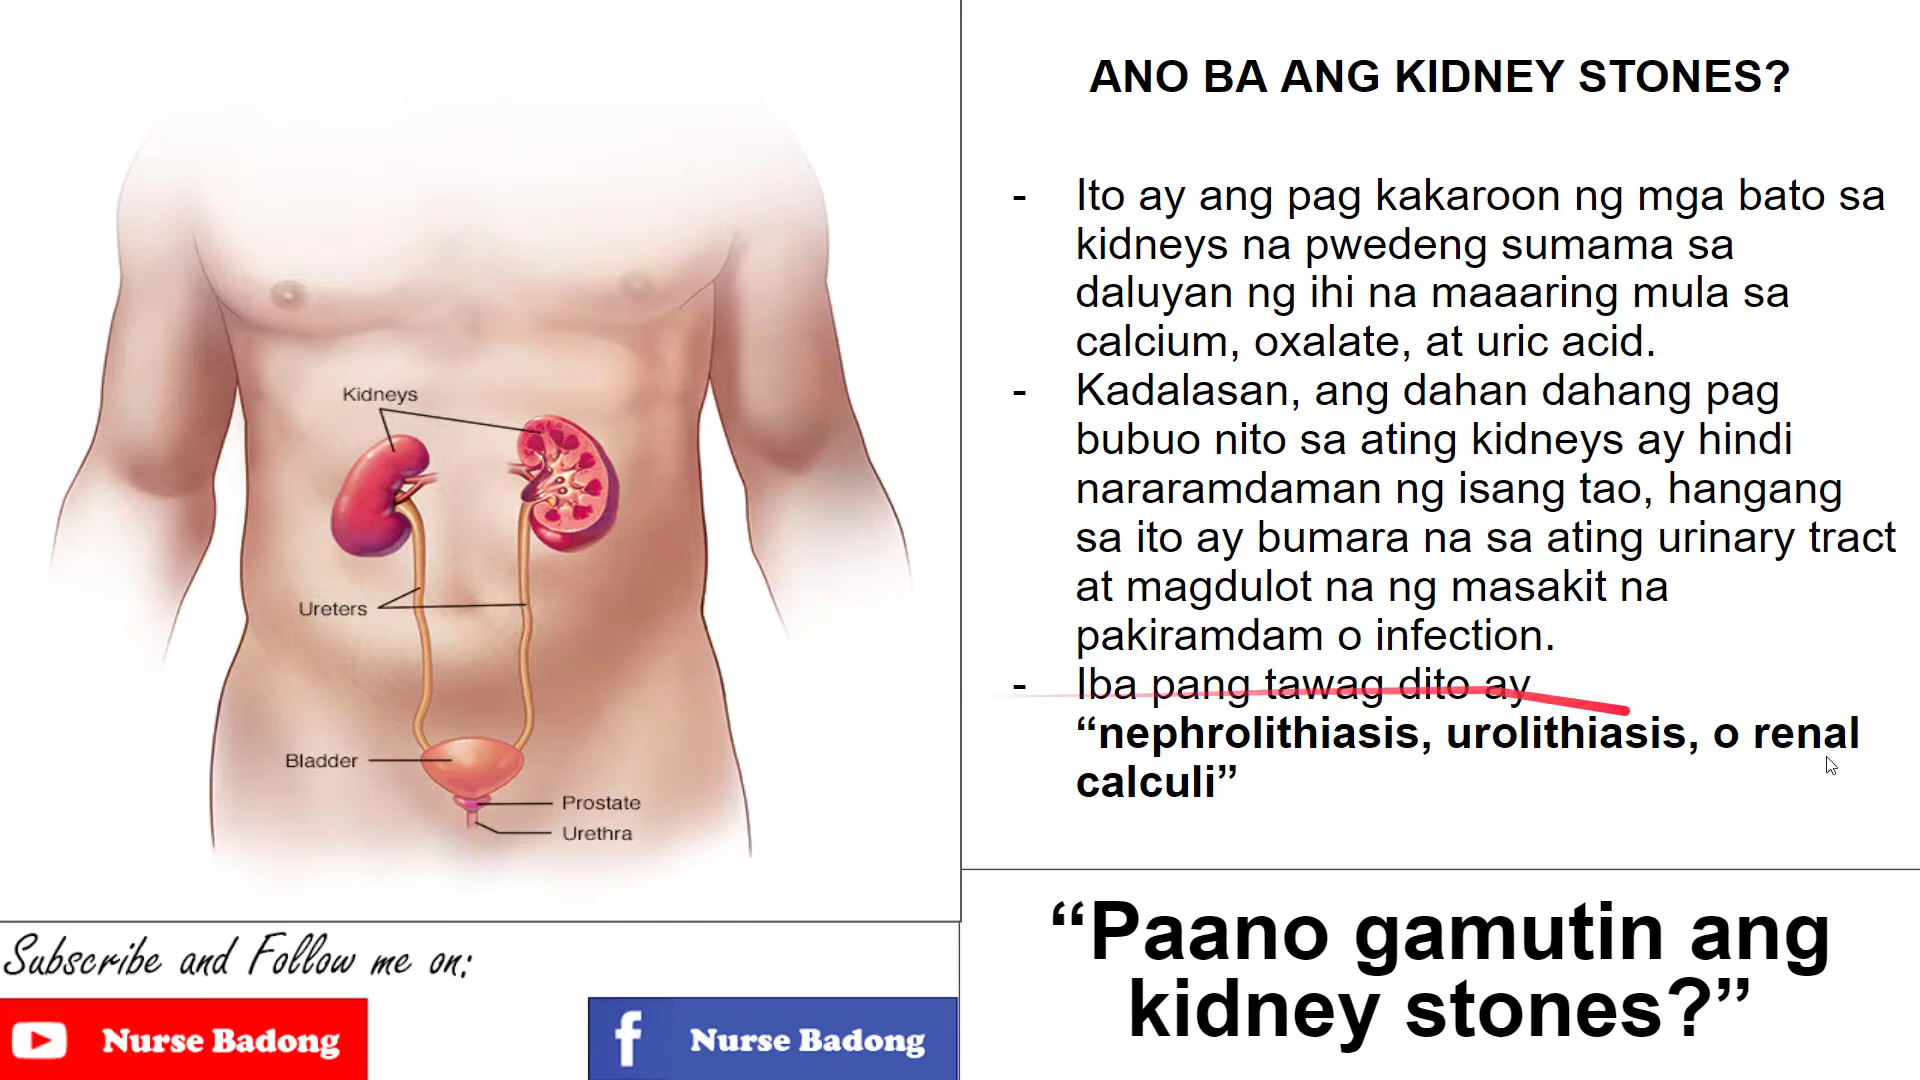 Kidneys
Ureters
Bladder
Prostate
Urethra
Subscribe and Follow me on:
Nurse Badong
Nurse Badong
ANO BA ANG KIDNEY STONES?
- Ito ay ang pag kakaroon ng mga bato sa
kidneys na pwedeng sumama sa
daluyan ng ihi na maaaring mula sa
calcium, oxalate, at uric acid.
- Kadalasan, ang dahan dahang pag
bubuo nito sa ating kidneys ay hindi
nararamdaman ng isang tao, hangang
sa ito ay bumara na sa ating urinary tract
at magdulot na ng masakit na
pakiramdam o infection.
- Iba pang tawag dito ay
“nephrolithiasis, urolithiasis, o renal
calculi”
“Paano gamutin ang
kidney stones?”